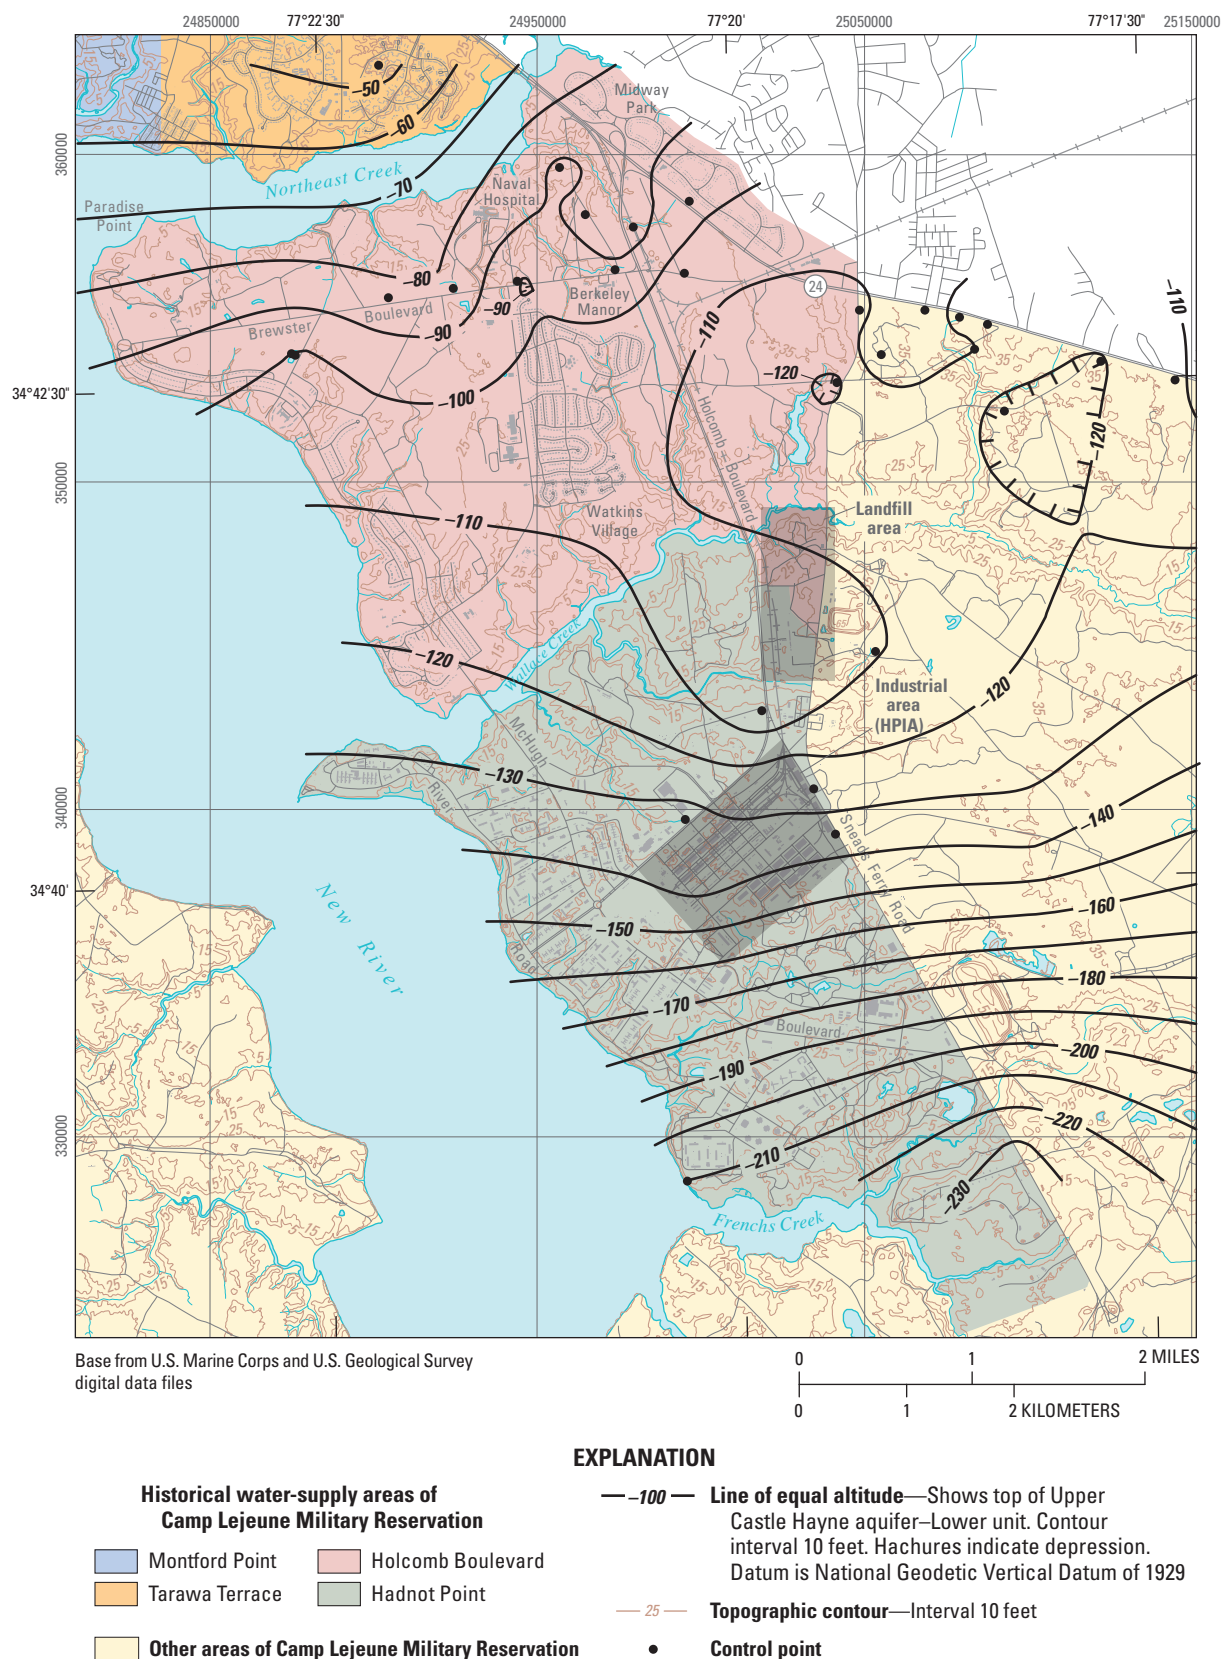 24850000
77°22'30"
24950000
77°20'
25050000
77°17'30"
25150000
360000
34°42'30"
350000
340000
34°40'
330000
–50
–60
–70
Northeast Creek
Paradise
Point
Naval
Hospital
Midway
Park
–80
–90
–90
Brewster
Boulevard
Berkeley
Manor
24
–110
–110
–120
–100
Holcomb Boulevard
–120
–110
Watkins
Village
Landfill
area
65
–120
Wallace Creek
Industrial
area
(HPIA)
–120
McHugh
–130
River
Road
–140
Sneads Ferry Road
New River
–150
–160
–170
–180
Boulevard
–190
–200
–210
–220
–230
Frenchs Creek
Base from U.S. Marine Corps and U.S. Geological Survey
digital data files
0 1 2 MILES
0 1 2 KILOMETERS
EXPLANATION
Historical water-supply areas of
Camp Lejeune Military Reservation
Montford Point
Holcomb Boulevard
Tarawa Terrace
Hadnot Point
Other areas of Camp Lejeune Military Reservation
–100 Line of equal altitude—Shows top of Upper
Castle Hayne aquifer–Lower unit. Contour
interval 10 feet. Hachures indicate depression.
Datum is National Geodetic Vertical Datum of 1929
25 Topographic contour—Interval 10 feet
Control point